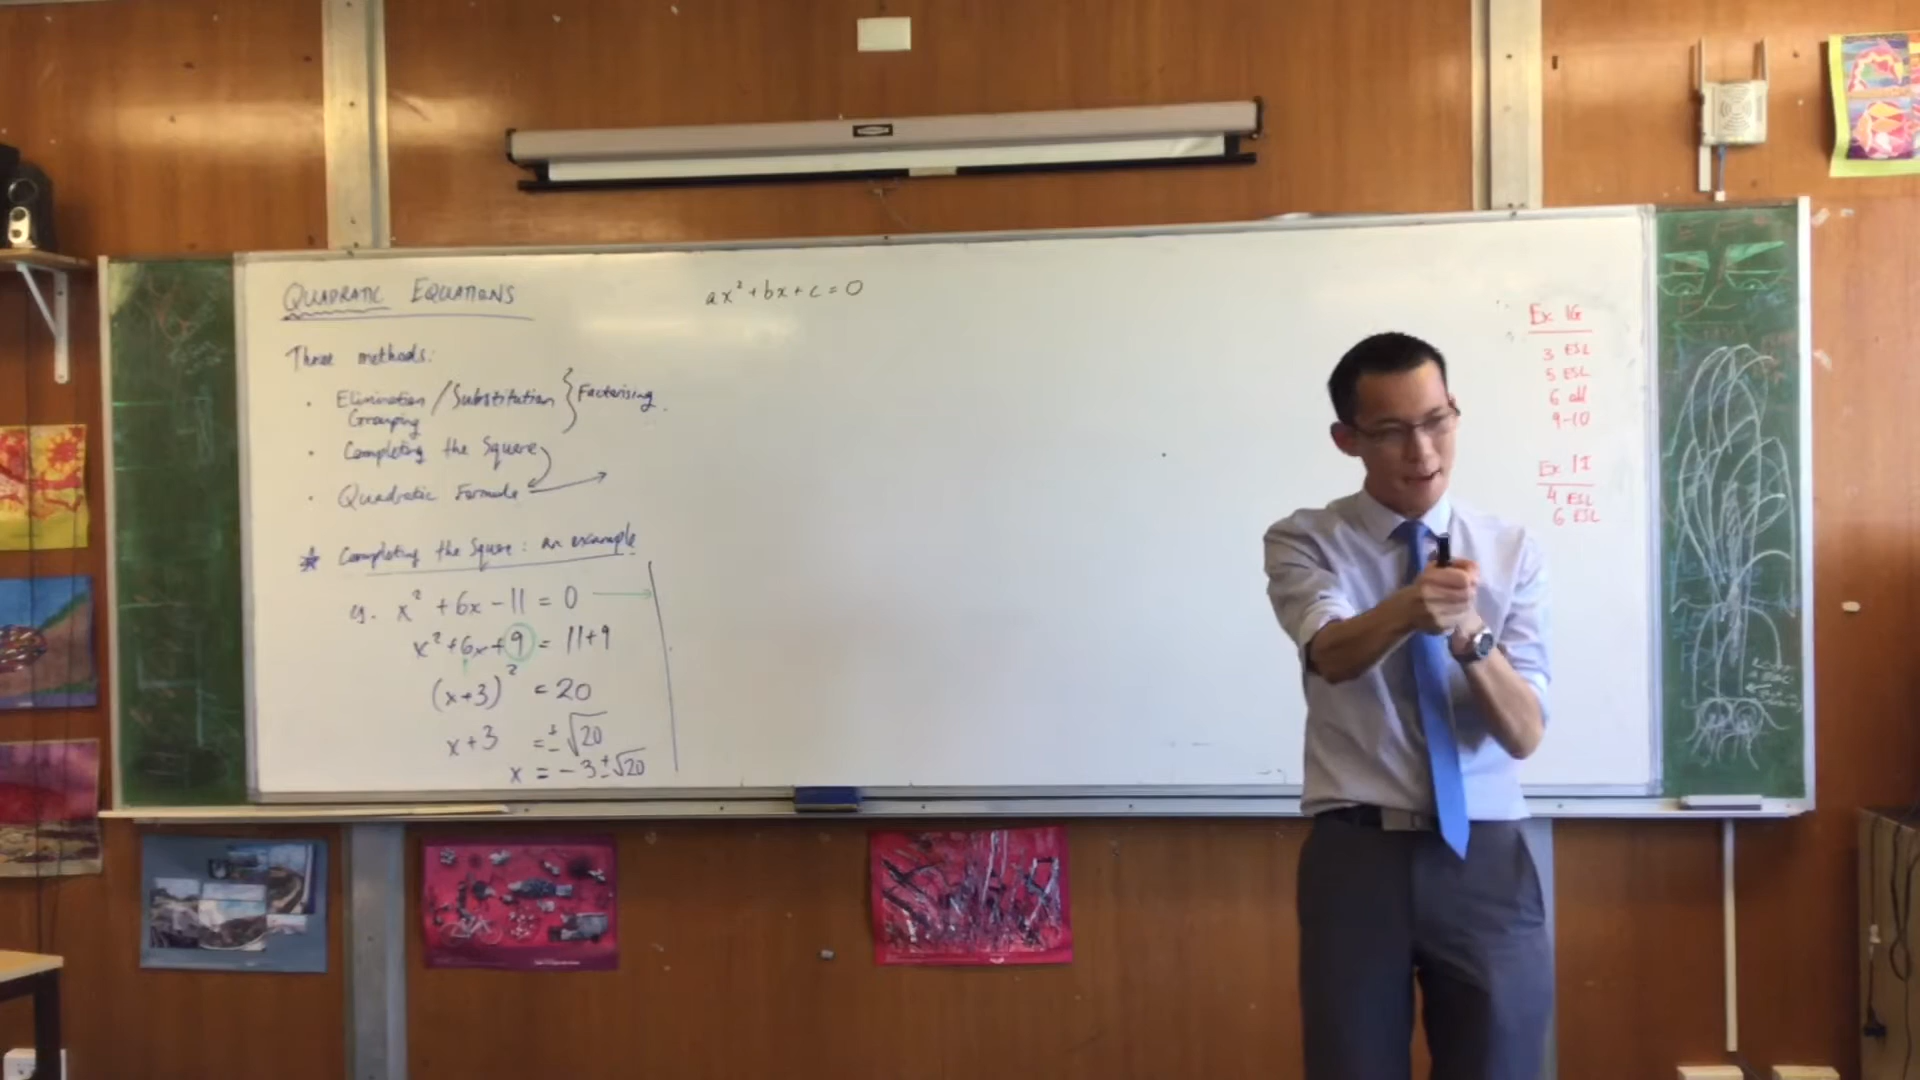 QUADRATIC EQUATIONS
Three methods:
• Elimination / Substitution } Factorising
Grouping
• Completing the Square
• Quadratic Formula
* Completing the Square: an example
eg. x² + 6x - 11 = 0
x² + 6x + 9 = 11 + 9
(x+3)² = 20
x + 3 = ±√20
x = -3 ± √20
ax² + bx + c = 0
Ex 1G
3 ESL
5 ESL
6 all
9-10
Ex 1I
4 ESL
6 ESL